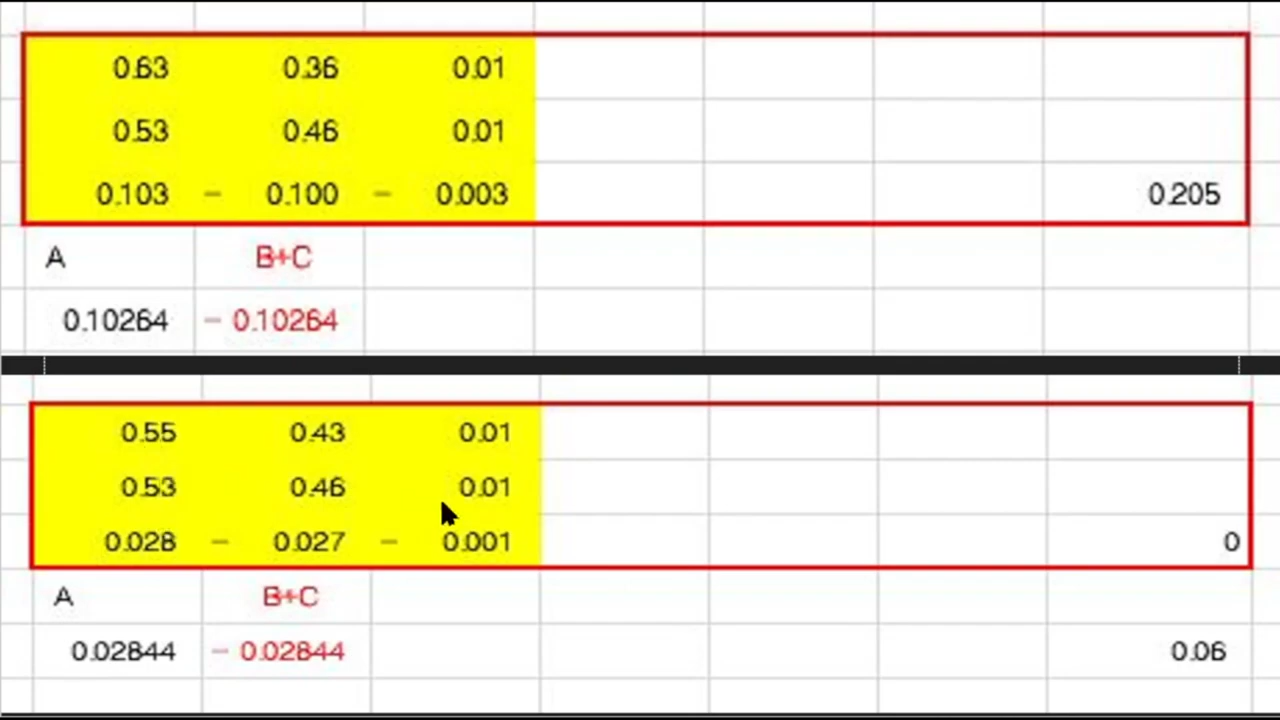 0.63 0.36 0.01
0.53 0.46 0.01
0.103 - 0.100 - 0.003 0.205
A B+C
0.10264 - 0.10264
0.55 0.43 0.01
0.53 0.46 0.01
0.028 - 0.027 - 0.001 0
A B+C
0.02844 - 0.02844 0.06